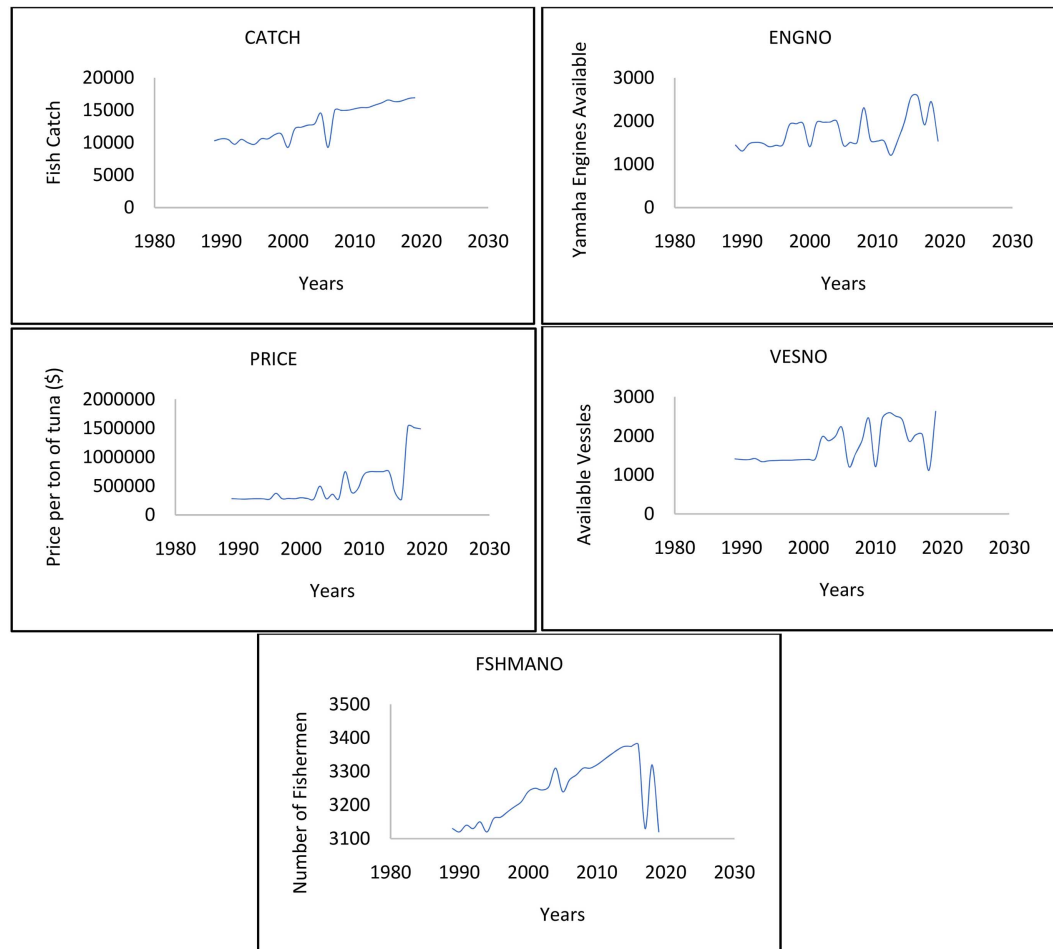 CATCH
Fish Catch
20000
15000
10000
5000
0
1980 1990 2000 2010 2020 2030
Years
ENGNO
Yamaha Engines Available
3000
2000
1000
0
1980 1990 2000 2010 2020 2030
Years
PRICE
Price per ton of tuna ($)
2000000
1500000
1000000
500000
0
1980 1990 2000 2010 2020 2030
Years
VESNO
Available Vessles
3000
2000
1000
0
1980 1990 2000 2010 2020 2030
Years
FSHMANO
Number of Fishermen
3500
3400
3300
3200
3100
1980 1990 2000 2010 2020 2030
Years